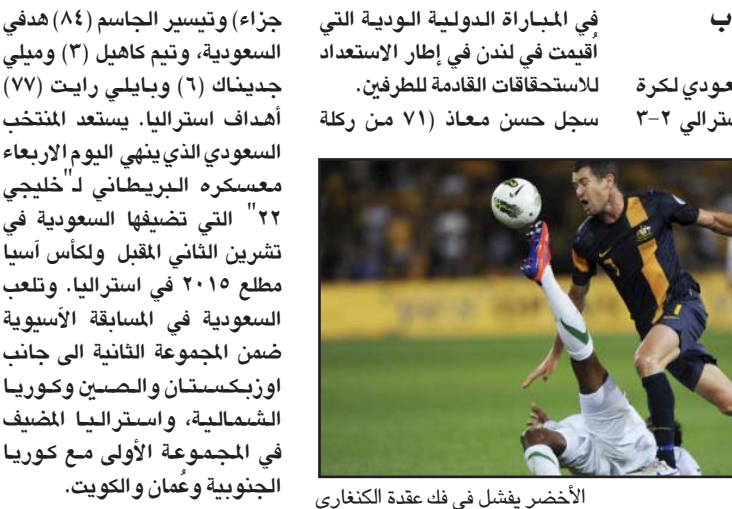 ب
عودي لكرة
سترالي ٢-٣
في المباراة الدولية الودية التي
أقيمت في لندن في إطار الاستعداد
للاستحقاقات القادمة للطرفين.
سجل حسن معاذ (٧١ من ركلة
جزاء) وتيسير الجاسم (٨٤) هدفي
السعودية، وتيم كاهيل (٣) وميلي
جديناك (٦) وبايلي رايت (٧٧)
أهداف استراليا. يستعد المنتخب
السعودي الذي ينهي اليوم الاربعاء
معسكره البريطاني لـ"خليجي
٢٢" التي تضيفها السعودية في
تشرين الثاني المقبل ولكأس آسيا
مطلع ٢٠١٥ في استراليا. وتلعب
السعودية في المسابقة الآسيوية
ضمن المجموعة الثانية الى جانب
اوزبكستان والصين وكوريا
الشمالية، واستراليا المضيف
في المجموعة الأولى مع كوريا
الجنوبية وعُمان والكويت.
الأخضر يفشل في فك عقدة الكنغاري